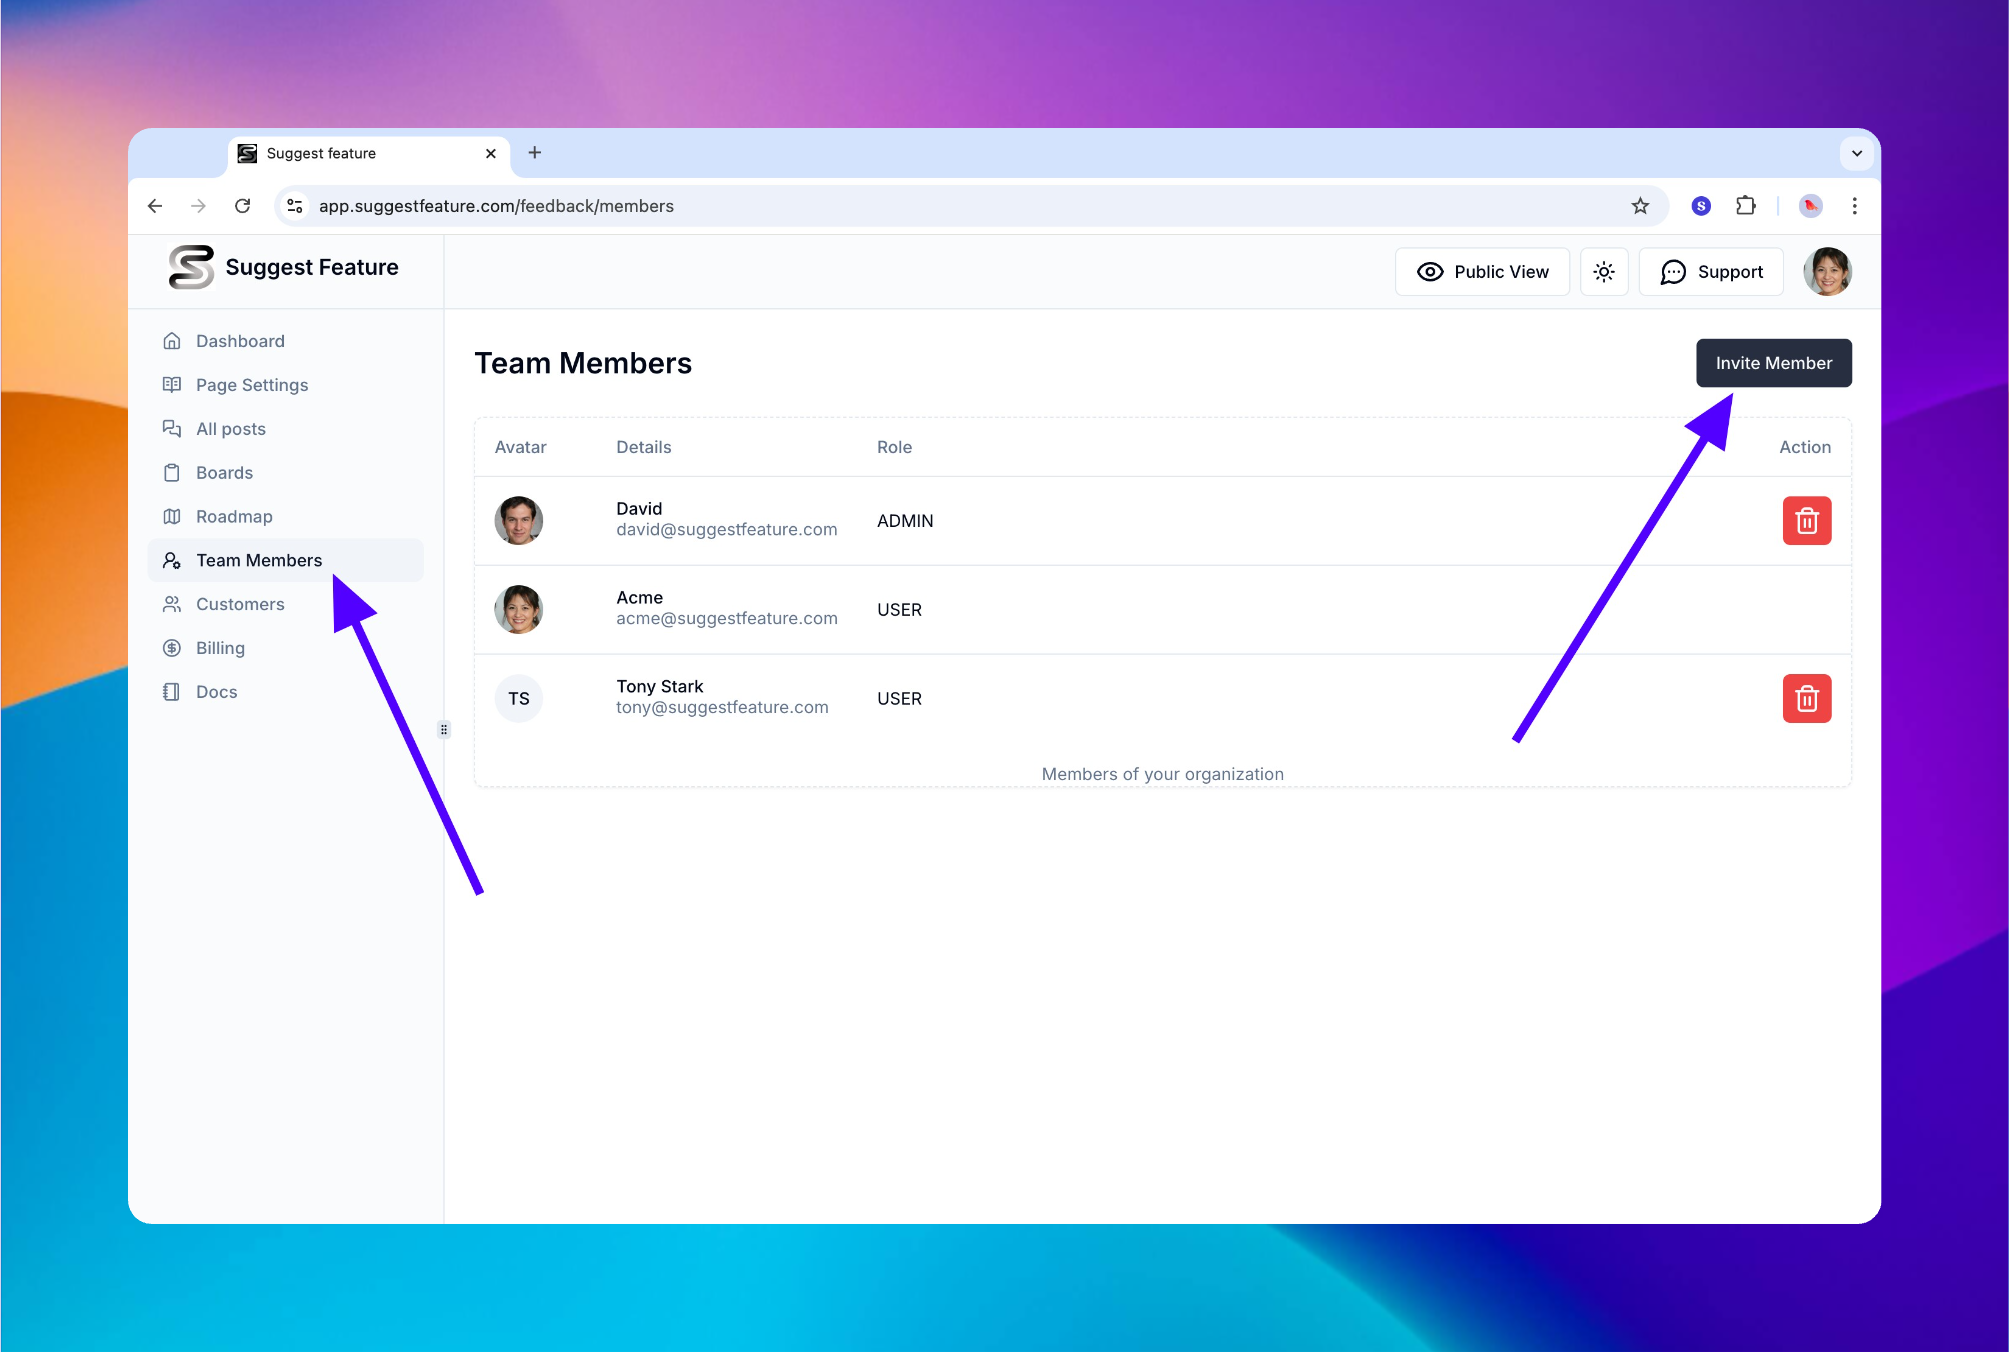 Suggest feature
app.suggestfeature.com/feedback/members
S
Suggest Feature
Public View
Support
Dashboard
Page Settings
All posts
Boards
Roadmap
Team Members
Customers
Billing
Docs
Team Members
Invite Member
Avatar Details Role Action
David
david@suggestfeature.com
ADMIN
Acme
acme@suggestfeature.com
USER
TS
Tony Stark
tony@suggestfeature.com
USER
Members of your organization